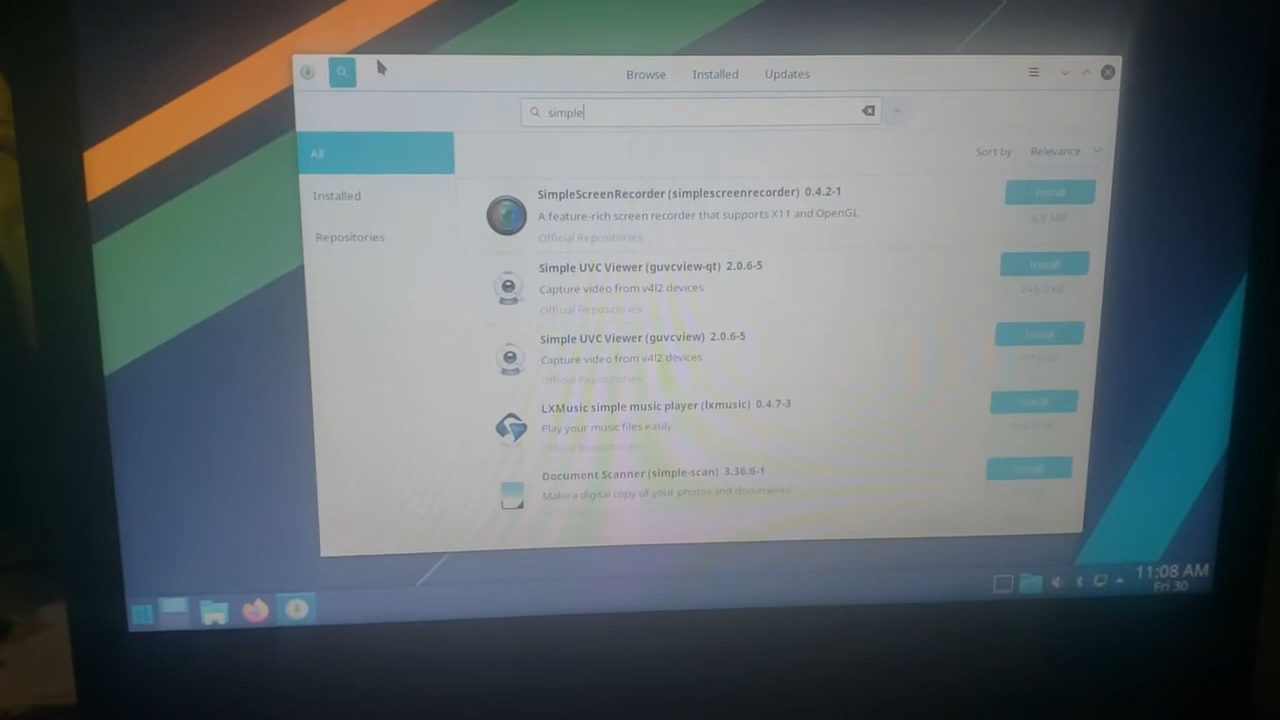 Browse Installed Updates
simple
All
Sort by Relevance
Installed
Repositories
SimpleScreenRecorder (simplescreenrecorder) 0.4.2-1
Install
A feature-rich screen recorder that supports X11 and OpenGL
Official Repositories
Simple UVC Viewer (guvcview-qt) 2.0.6-5
Install
Capture video from v4l2 devices
Official Repositories
Simple UVC Viewer (guvcview) 2.0.6-5
Install
Capture video from v4l2 devices
Official Repositories
LXMusic simple music player (lxmusic) 0.4.7-3
Install
Play your music files easily
Official Repositories
Document Scanner (simple-scan) 3.36.6-1
Install
Make a digital copy of your photos and documents
11:08 AM
Fri 30